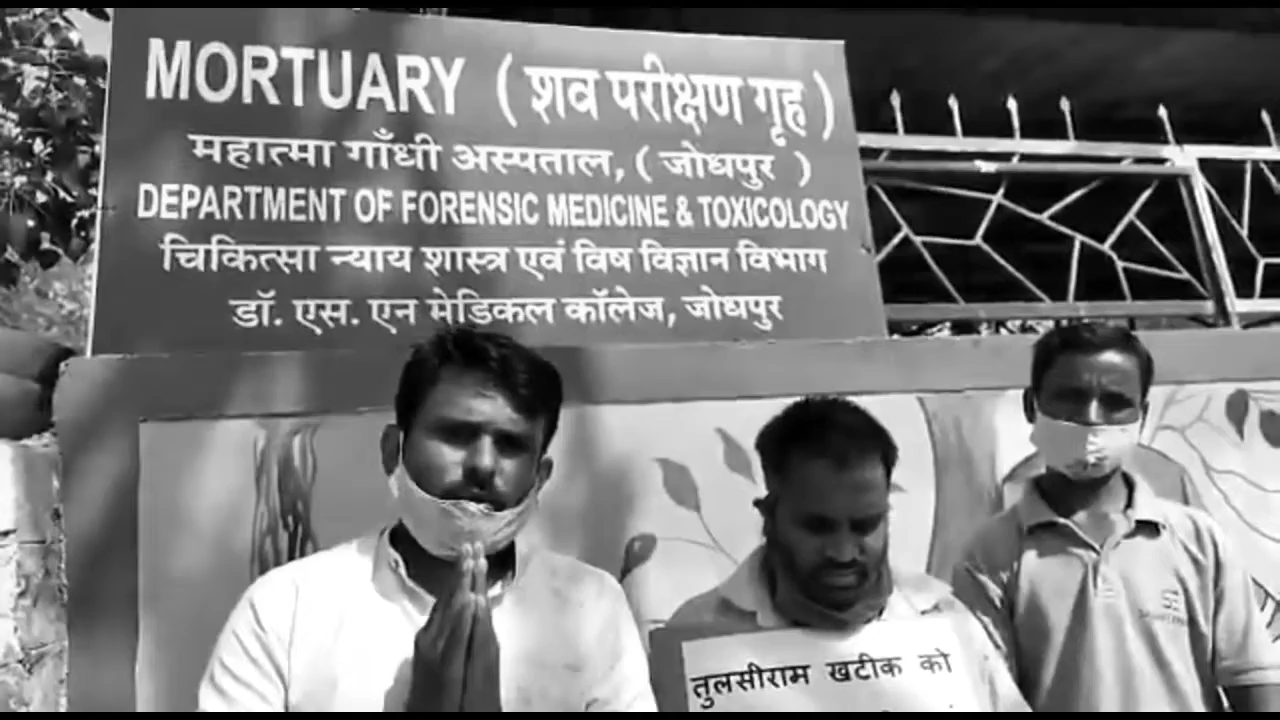 MORTUARY ( शव परीक्षण गृह )
महात्मा गाँधी अस्पताल, ( जोधपुर )
DEPARTMENT OF FORENSIC MEDICINE & TOXICOLOGY
चिकित्सा न्याय शास्त्र एवं विष विज्ञान विभाग
डॉ. एस. एन मेडिकल कॉलेज, जोधपुर
तुलसीराम खटीक को